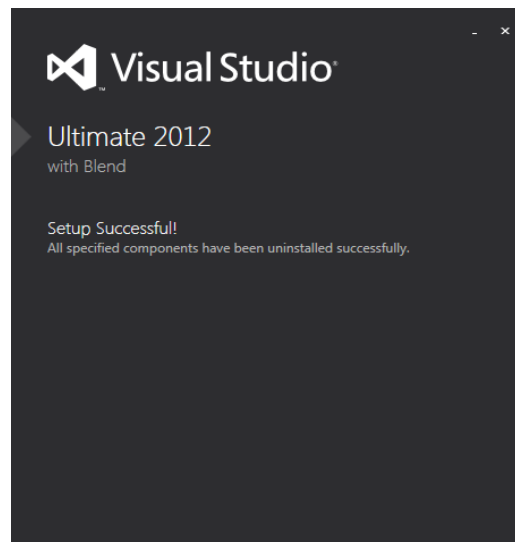 Visual Studio
Ultimate 2012
with Blend
Setup Successful!
All specified components have been uninstalled successfully.